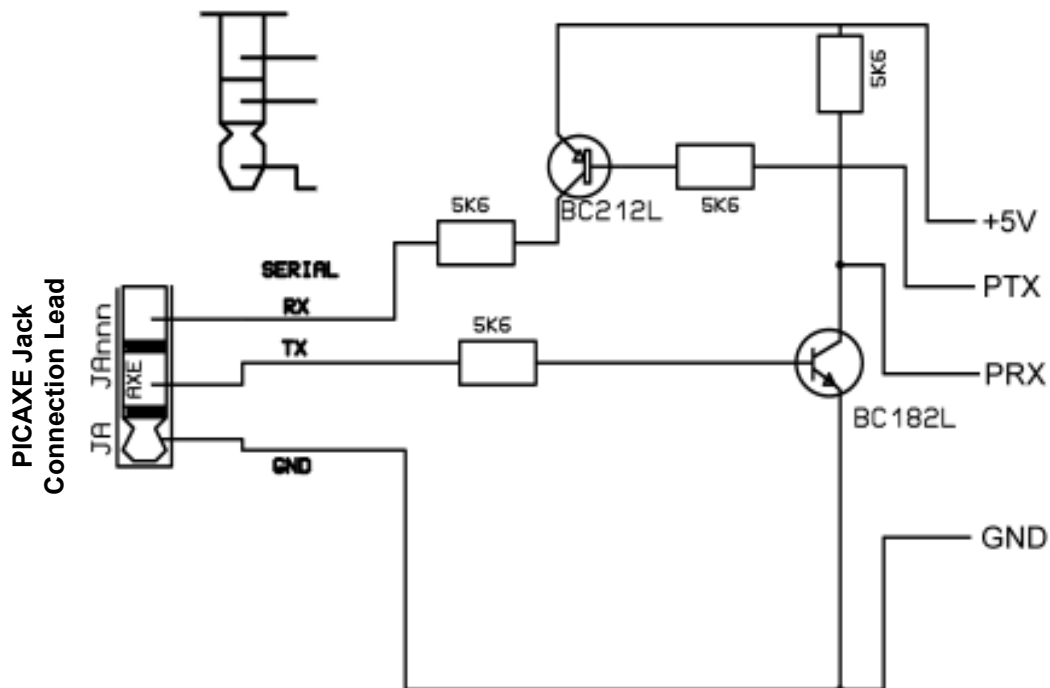 5K6
5K6
BC212L
5K6
+5V
SERIAL
RX
PTX
5K6
TX
PRX
BC182L
GND
GND
JAnnn
AXE
JA
PICAXE Jack
Connection Lead